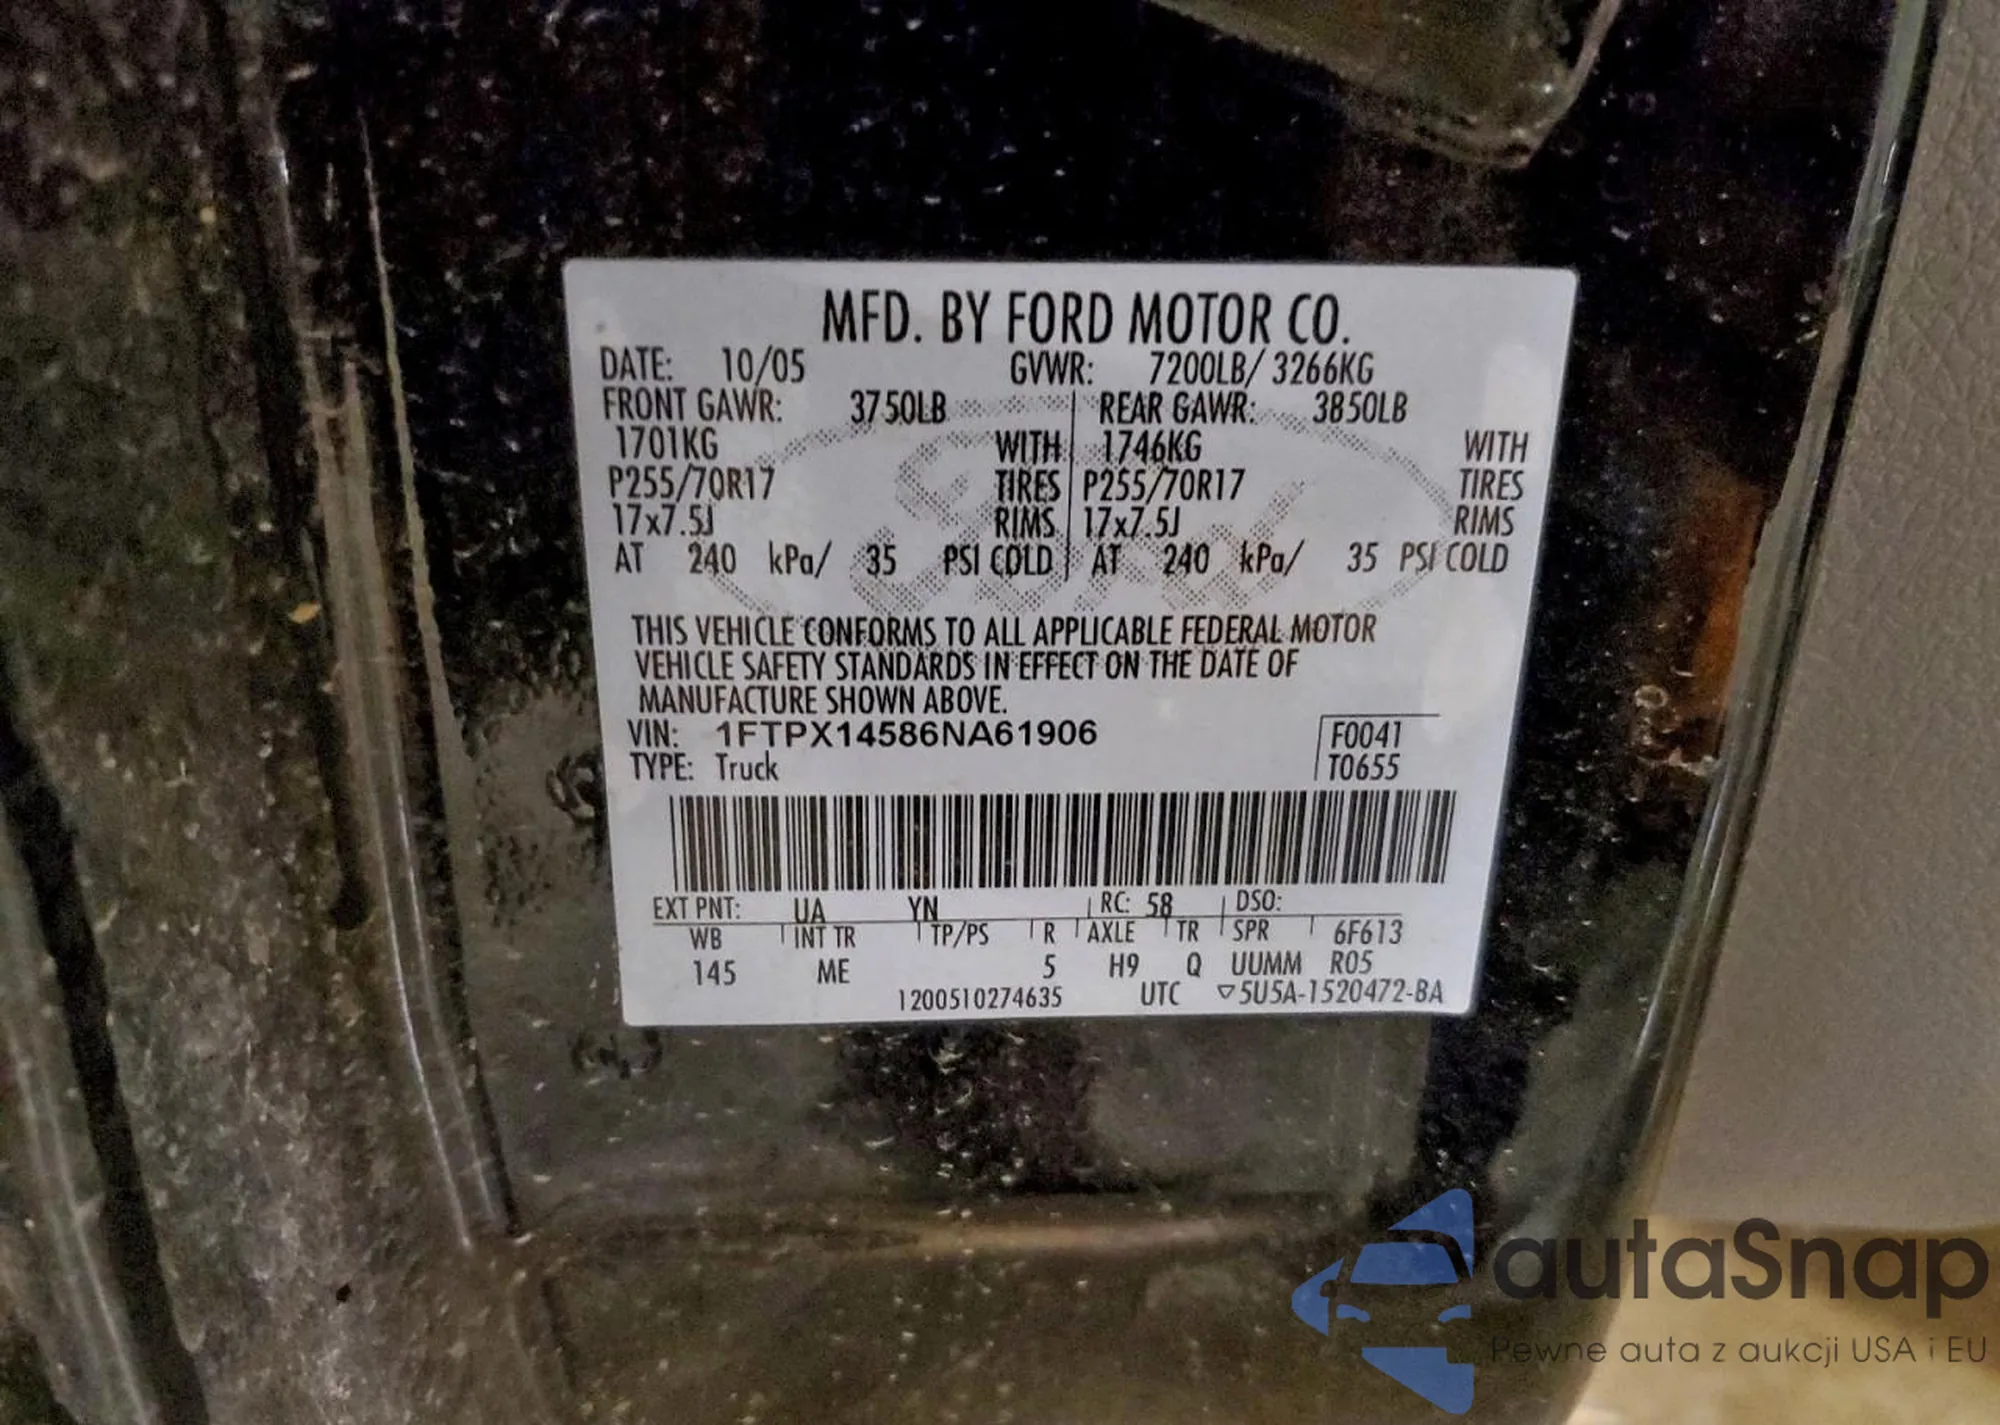 MFD. BY FORD MOTOR CO.
DATE: 10/05 GVWR: 7200LB/ 3266KG
FRONT GAWR: 3750LB REAR GAWR: 3850LB
1701KG WITH 1746KG WITH
P255/70R17 TIRES P255/70R17 TIRES
17x7.5J RIMS 17x7.5J RIMS
AT 240 kPa/ 35 PSI COLD AT 240 kPa/ 35 PSI COLD
THIS VEHICLE CONFORMS TO ALL APPLICABLE FEDERAL MOTOR
VEHICLE SAFETY STANDARDS IN EFFECT ON THE DATE OF
MANUFACTURE SHOWN ABOVE.
VIN: 1FTPX14586NA61906 F0041
TYPE: Truck T0655
EXT PNT: UA YN RC: 58 DSO:
WB INT TR TP/PS R AXLE TR SPR 6F613
145 ME 5 H9 Q UUMM R05
1200510274635 UTC ▽5U5A-1520472-BA
autaSnap
Pewne auta z aukcji USA i EU